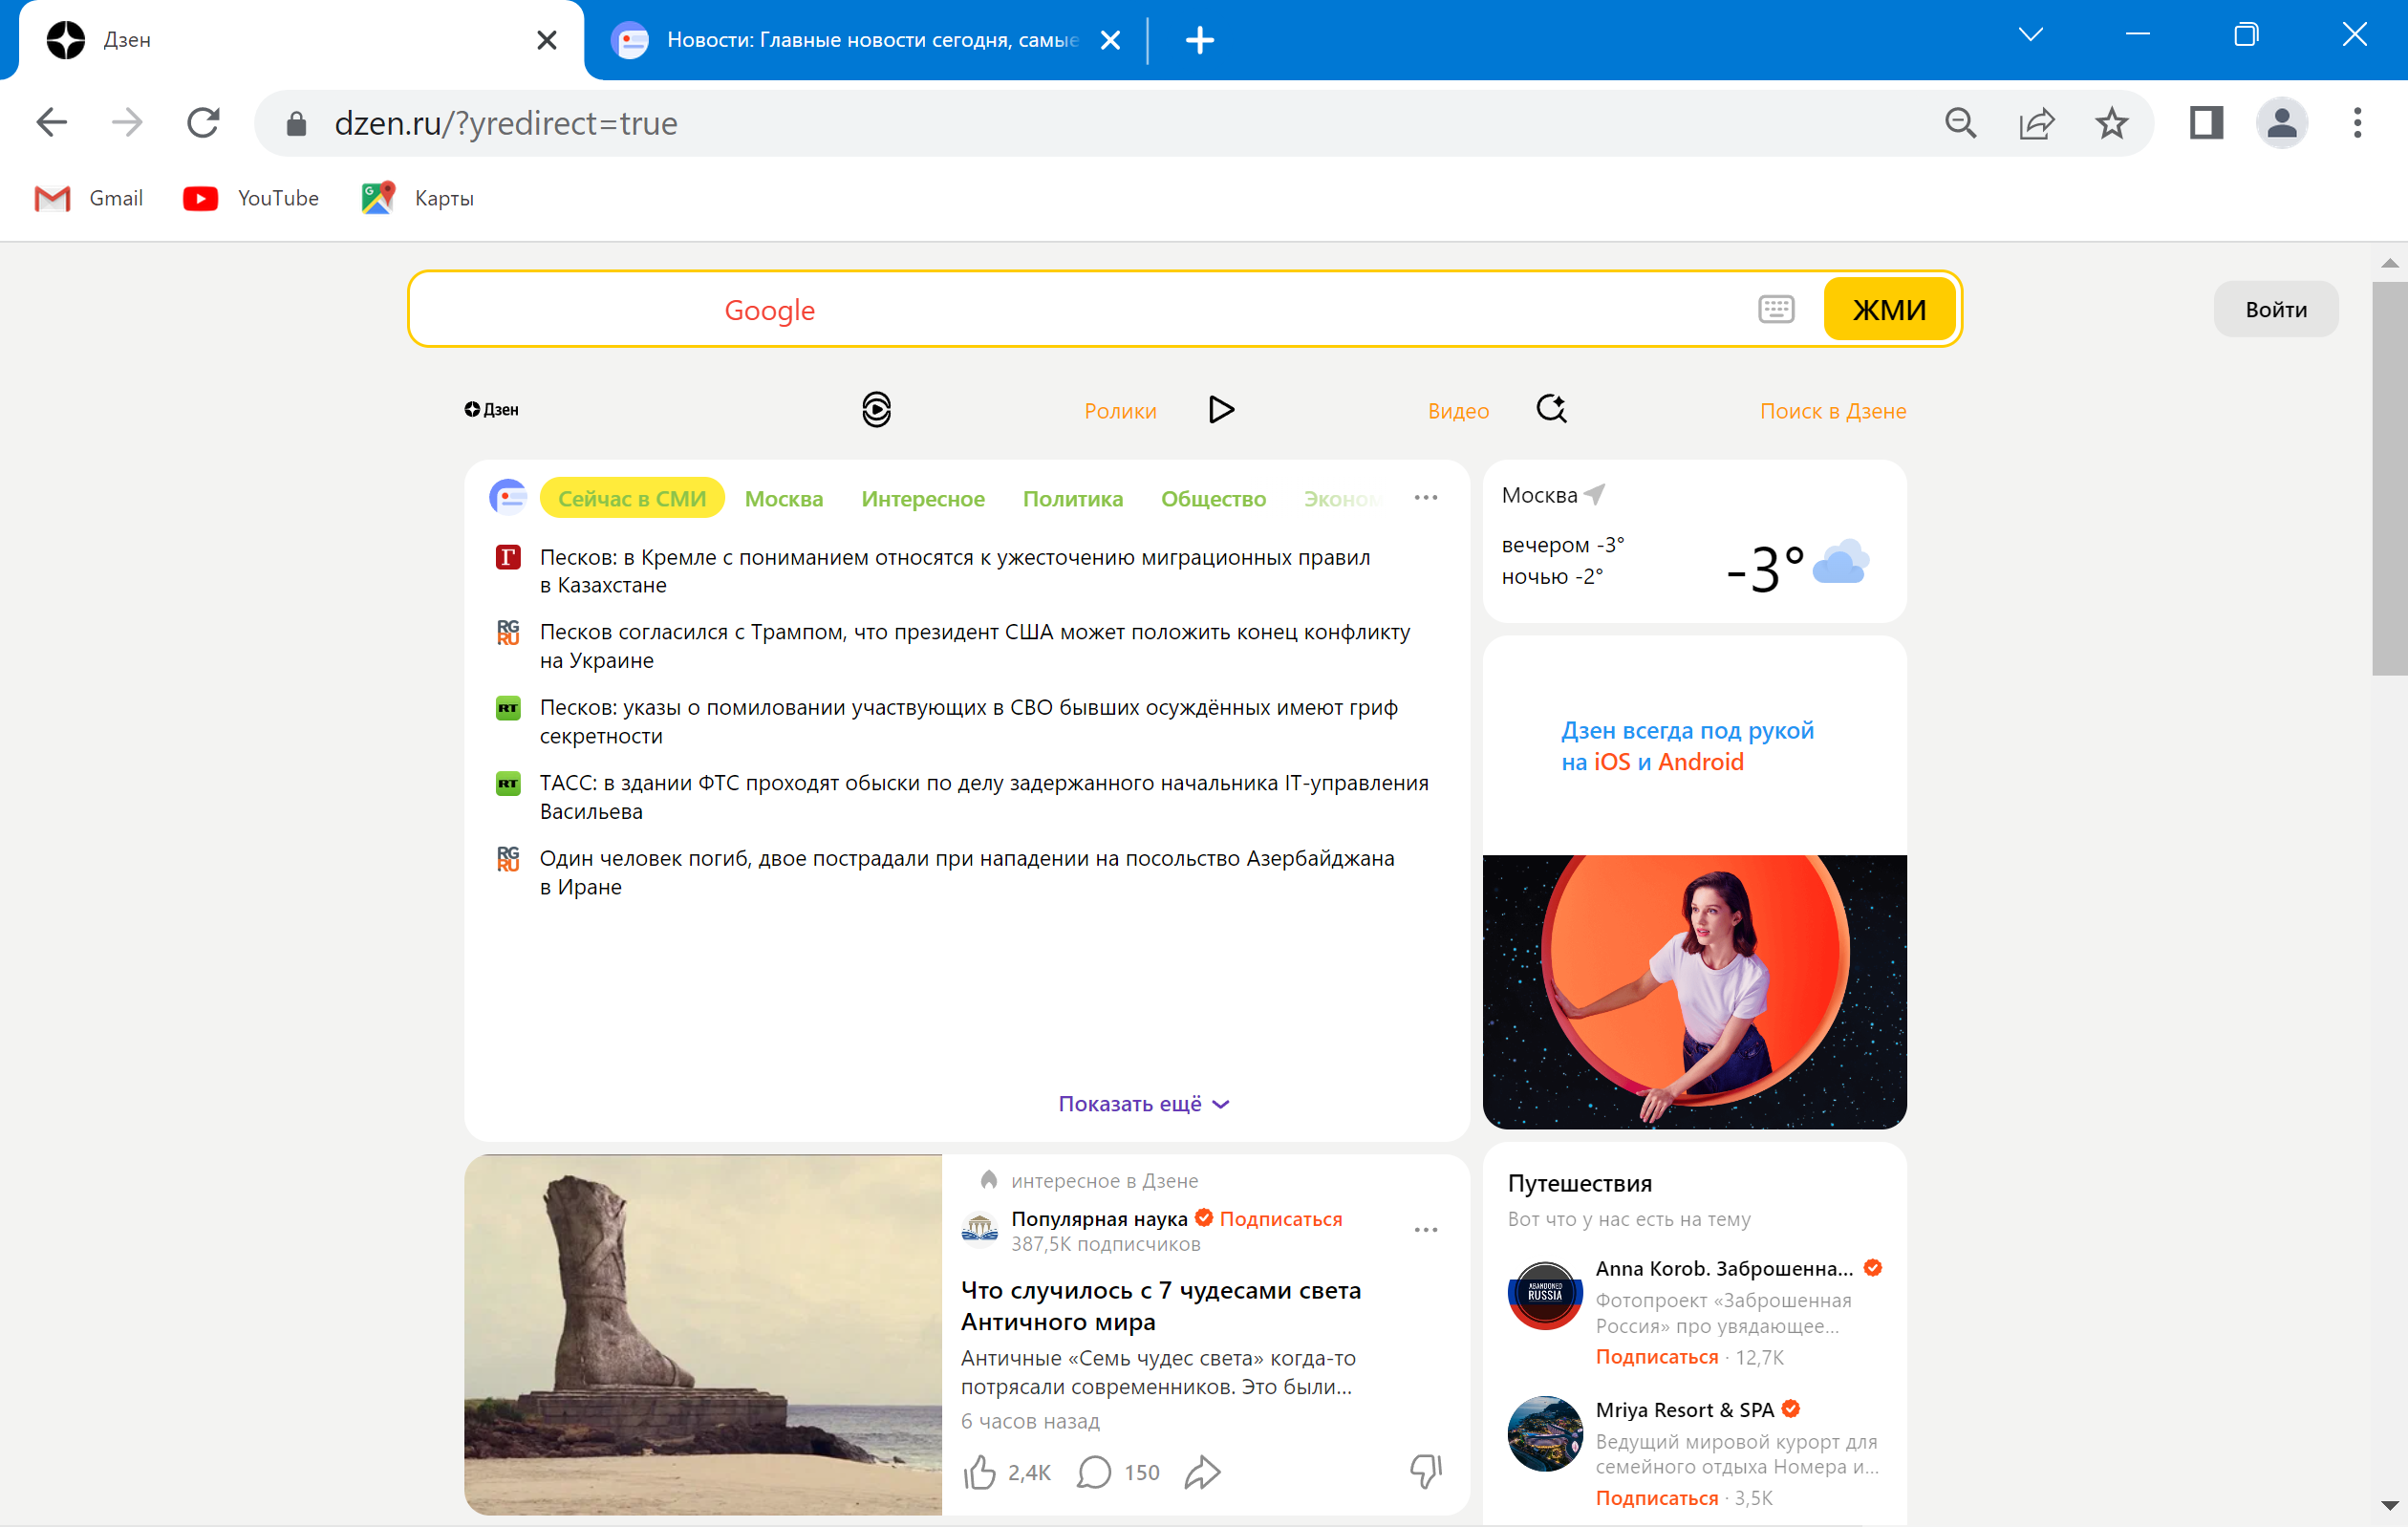 Дзен
Новости: Главные новости сегодня, самые
dzen.ru/?yredirect=true
Gmail
YouTube
Карты
Google
ЖМИ
Войти
Дзен
Ролики
Видео
Поиск в Дзене
Сейчас в СМИ
Москва
Интересное
Политика
Общество
Эконом
Песков: в Кремле с пониманием относятся к ужесточению миграционных правил
в Казахстане
Песков согласился с Трампом, что президент США может положить конец конфликту
на Украине
Песков: указы о помиловании участвующих в СВО бывших осуждённых имеют гриф
секретности
ТАСС: в здании ФТС проходят обыски по делу задержанного начальника IT-управления
Васильева
Один человек погиб, двое пострадали при нападении на посольство Азербайджана
в Иране
Показать ещё
Москва
вечером -3°
ночью -2°
-3°
Дзен всегда под рукой
на iOS и Android
интересное в Дзене
Популярная наука Подписаться
387,5К подписчиков
Что случилось с 7 чудесами света
Античного мира
Античные «Семь чудес света» когда-то
потрясали современников. Это были...
6 часов назад
2,4К
150
Путешествия
Вот что у нас есть на тему
ABANDONED
RUSSIA
Anna Korob. Заброшенна...
Фотопроект «Заброшенная
Россия» про увядающее...
Подписаться · 12,7К
Mriya Resort & SPA
Ведущий мировой курорт для
семейного отдыха Номера и...
Подписаться · 3,5К